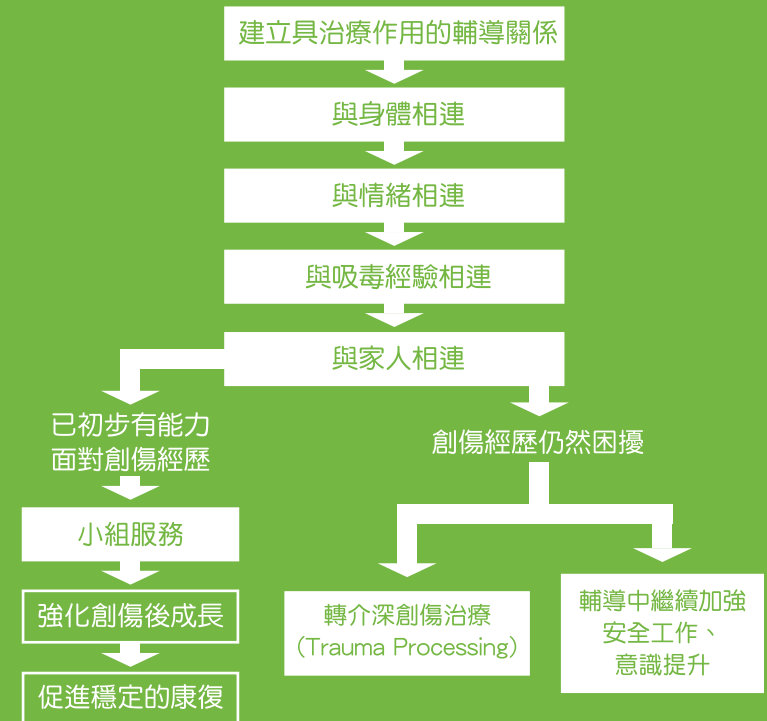 建立具治療作用的輔導關係
與身體相連
與情緒相連
與吸毒經驗相連
與家人相連
已初步有能力
面對創傷經歷
小組服務
強化創傷後成長
促進穩定的康復
創傷經歷仍然困擾
轉介深創傷治療
(Trauma Processing)
輔導中繼續加強
安全工作、
意識提升